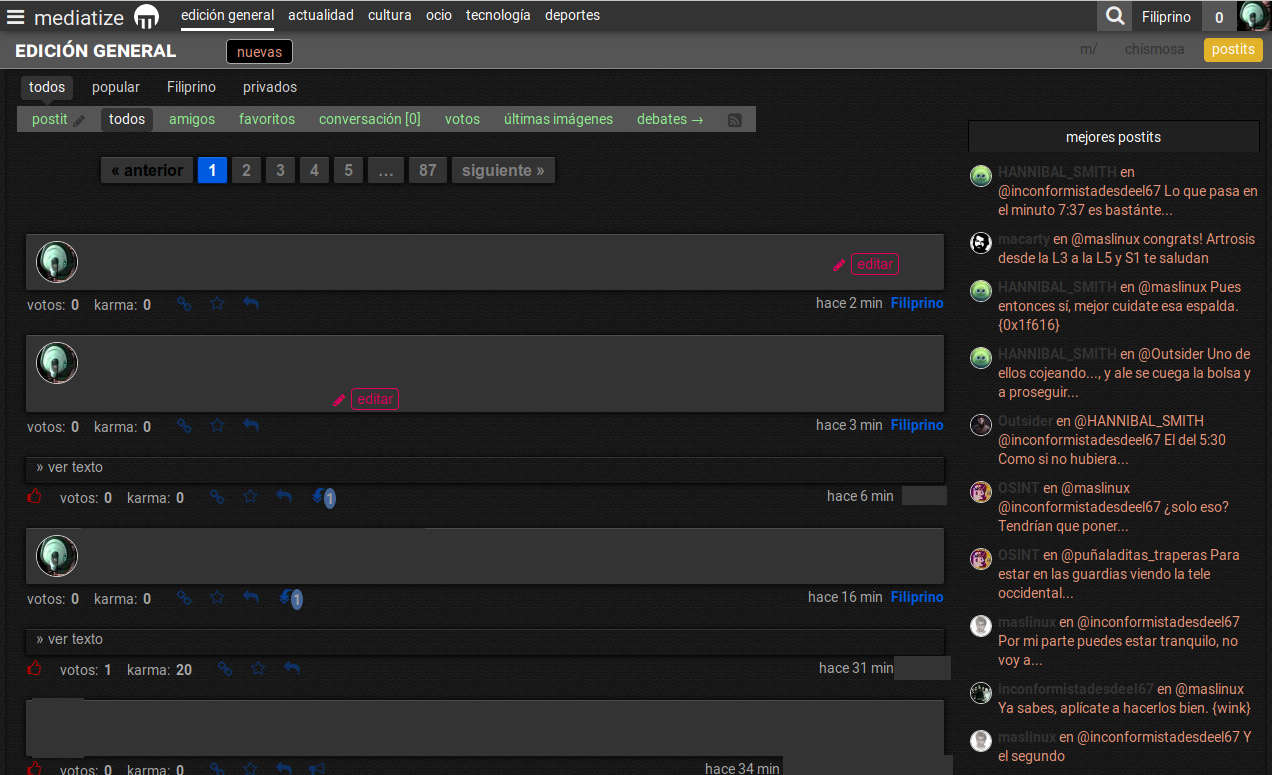 mediatize
edición general actualidad cultura ocio tecnología deportes
Filiprino 0
EDICIÓN GENERAL nuevas
m/ chismosa postits
todos popular Filiprino privados
postit todos amigos favoritos conversación [0] votos últimas imágenes debates →
« anterior 1 2 3 4 5 ... 87 siguiente »
editar
votos: 0 karma: 0 hace 2 min Filiprino
editar
votos: 0 karma: 0 hace 3 min Filiprino
» ver texto
votos: 0 karma: 0 1 hace 6 min
votos: 0 karma: 0 1 hace 16 min Filiprino
» ver texto
votos: 1 karma: 20 hace 31 min
votos: 0 karma: 0 hace 34 min
mejores postits
HANNIBAL_SMITH en
@inconformistadesdeel67 Lo que pasa en
el minuto 7:37 es bastánte...
macarty en @maslinux congrats! Artrosis
desde la L3 a la L5 y S1 te saludan
HANNIBAL_SMITH en @maslinux Pues
entonces sí, mejor cuidate esa espalda.
{0x1f616}
HANNIBAL_SMITH en @Outsider Uno de
ellos cojeando..., y ale se cuega la bolsa y
a proseguir...
Outsider en @HANNIBAL_SMITH
@inconformistadesdeel67 El del 5:30
Como si no hubiera...
OSINT en @maslinux
@inconformistadesdeel67 ¿solo eso?
Tendrían que poner...
OSINT en @puñaladitas_traperas Para
estar en las guardias viendo la tele
occidental...
maslinux en @inconformistadesdeel67
Por mi parte puedes estar tranquilo, no
voy a...
inconformistadesdeel67 en @maslinux
Ya sabes, aplícate a hacerlos bien. {wink}
maslinux en @inconformistadesdeel67 Y
el segundo